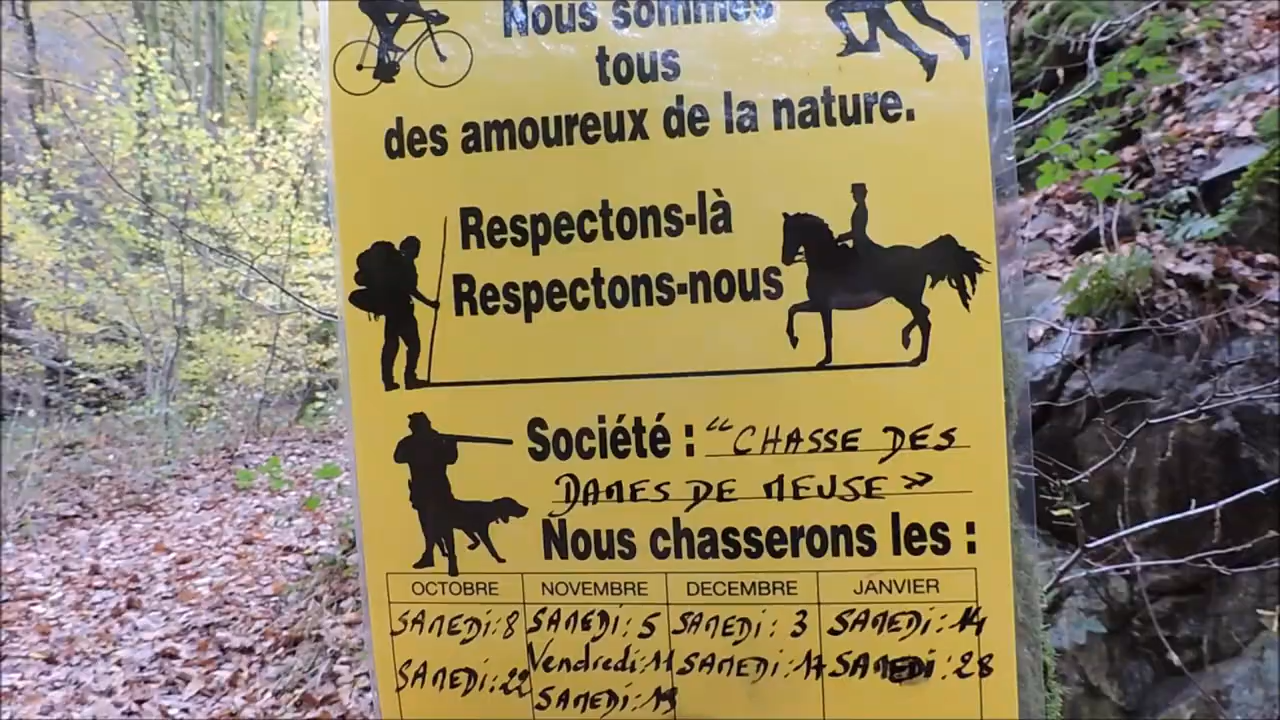 Nous sommes
tous
des amoureux de la nature.
Respectons-là
Respectons-nous
Société : "CHASSE DES
DAMES DE MEUSE »
Nous chasserons les :
OCTOBRE NOVEMBRE DECEMBRE JANVIER
SAMEDI: 8 SAMEDI: 5 SAMEDI: 3 SAMEDI: 14
SAMEDI: 22 Vendredi: 11 SAMEDI: 17 SAMEDI: 28
SAMEDI: 19